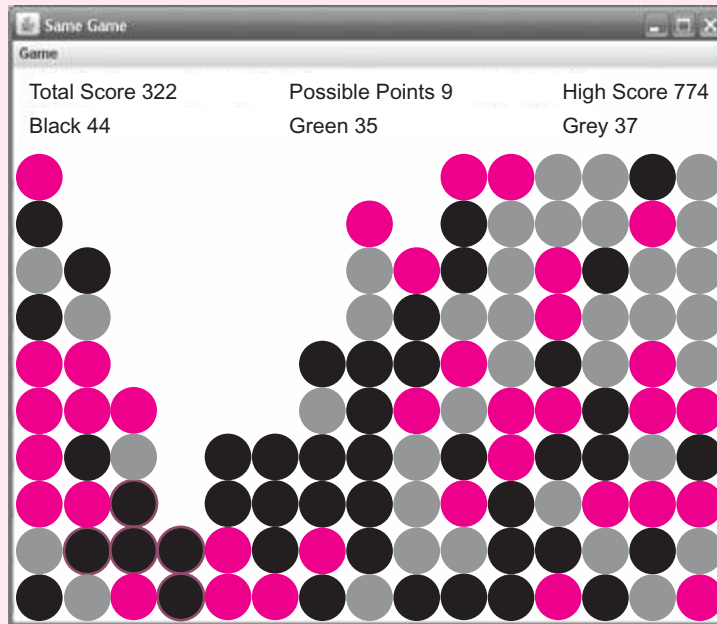 Same Game
Game
Total Score 322 Possible Points 9 High Score 774
Black 44 Green 35 Grey 37